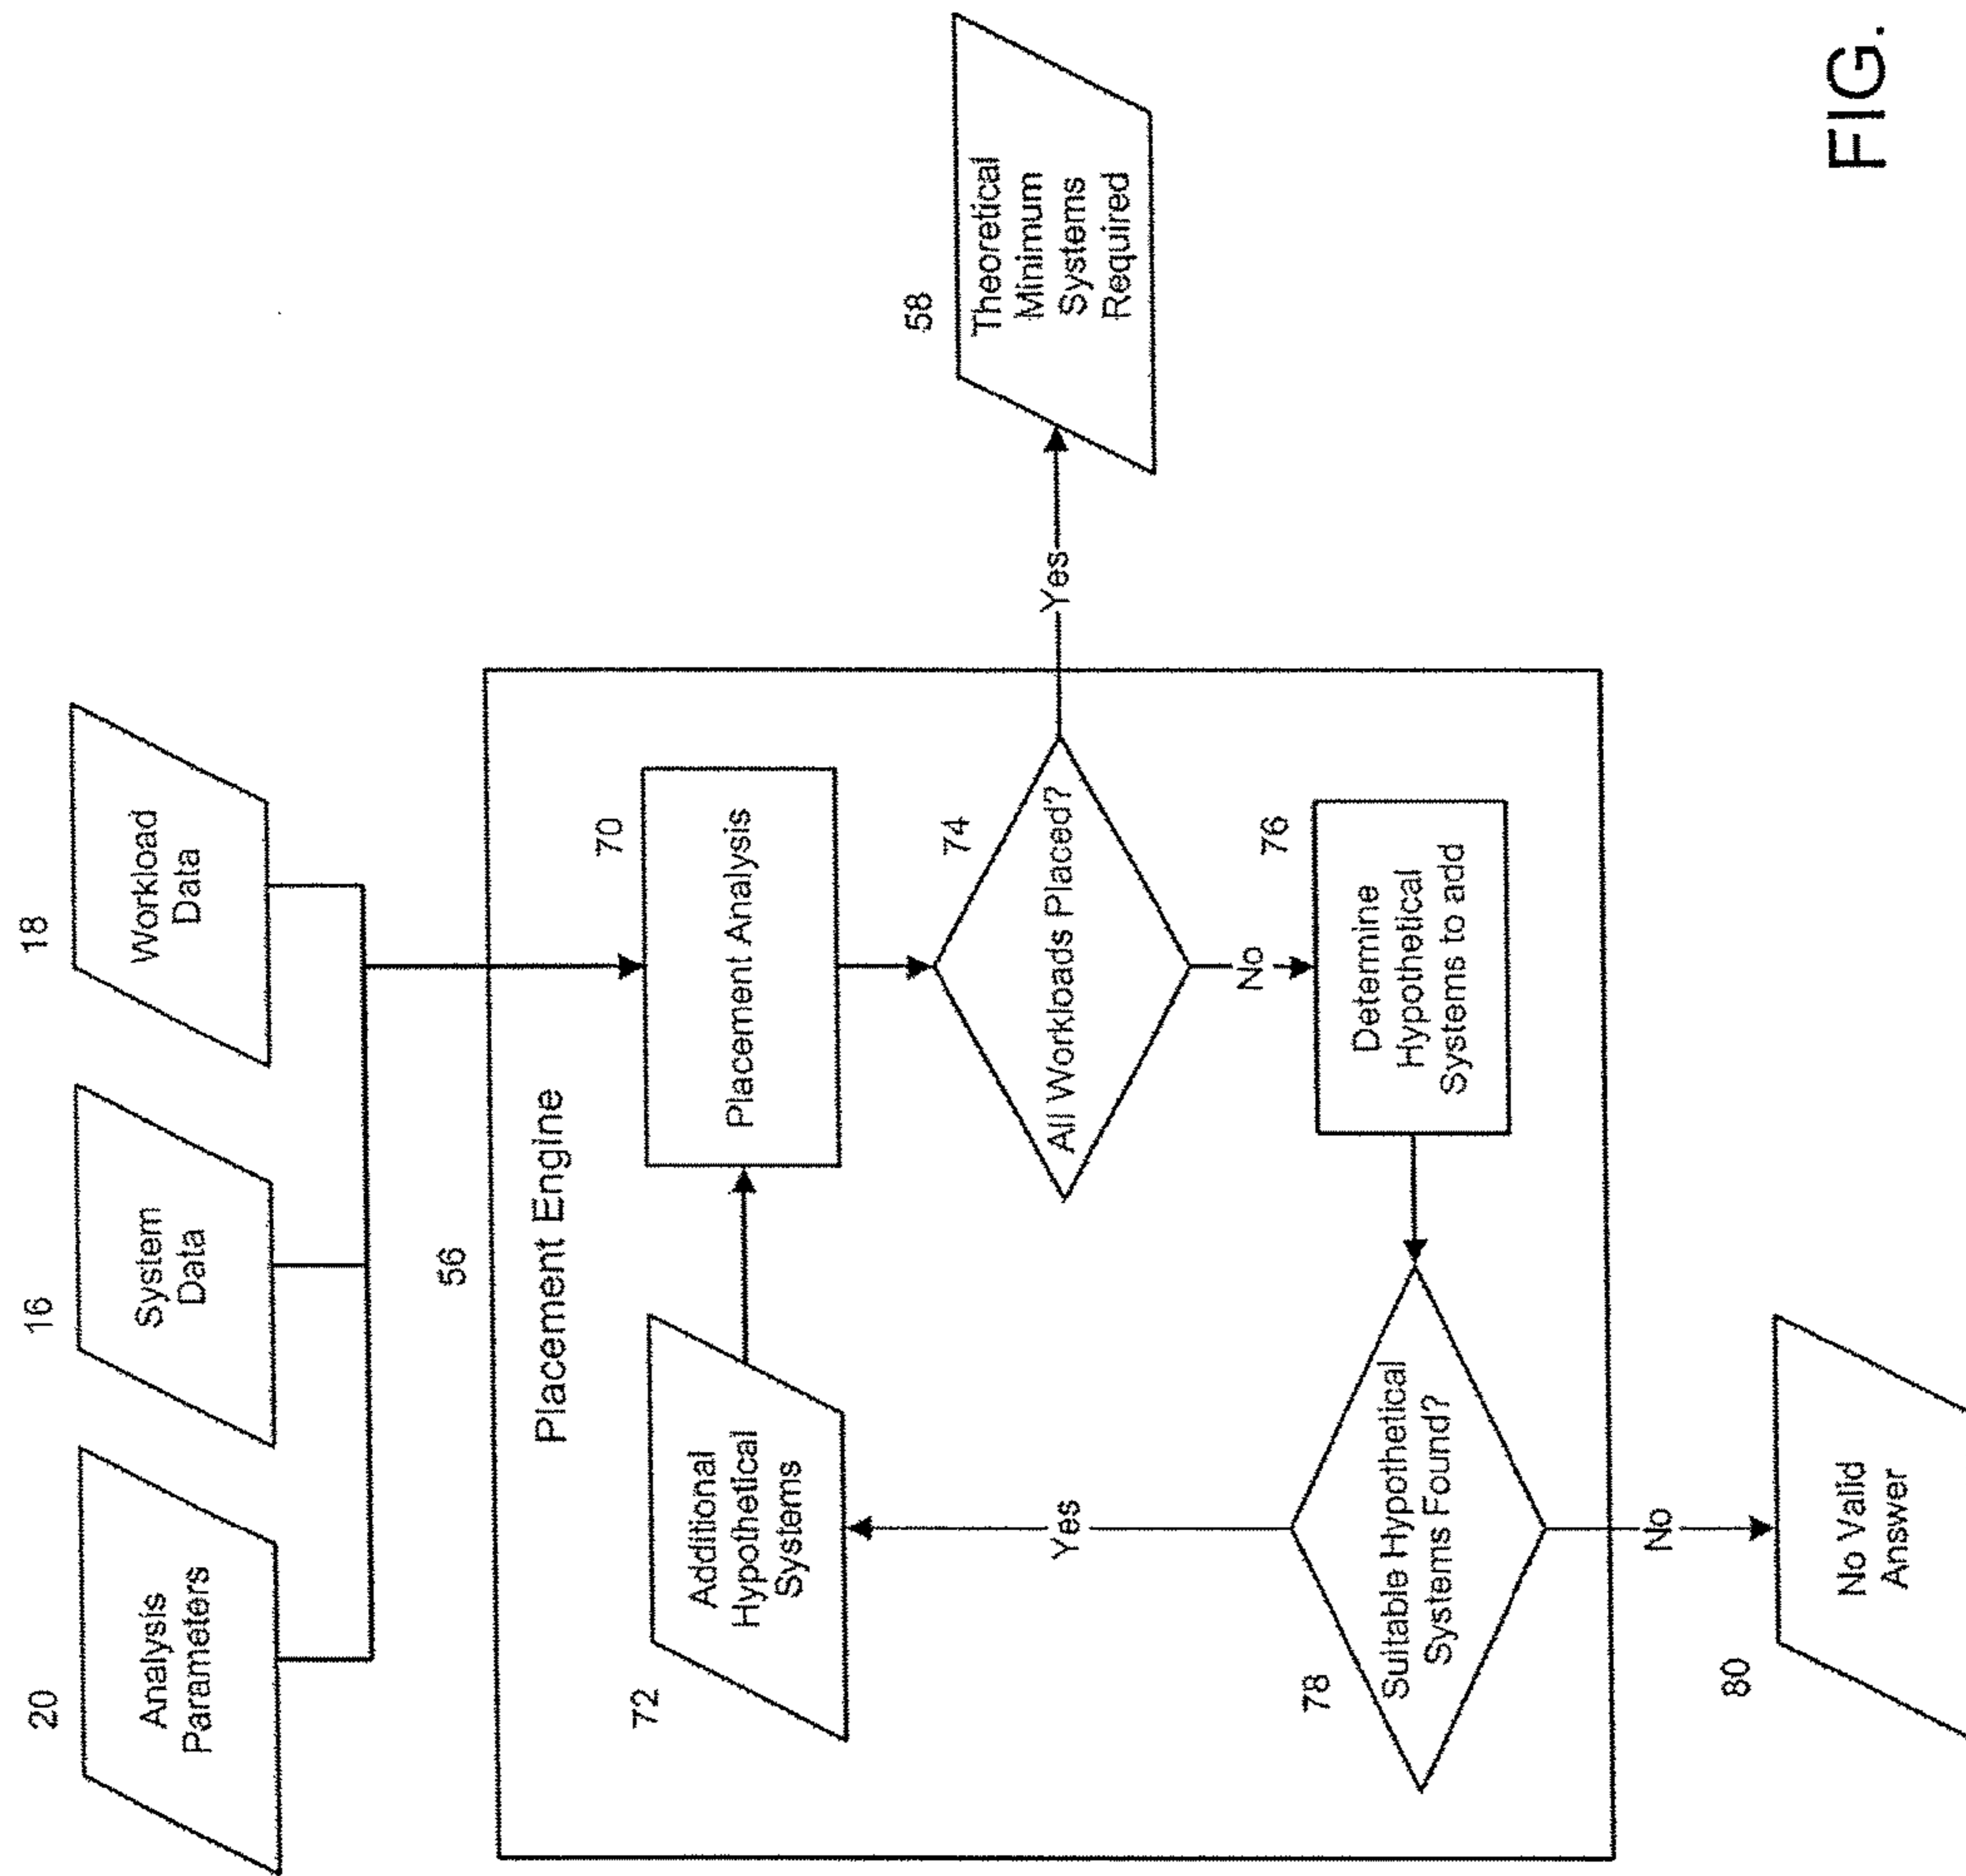 20
Analysis
Parameters
16
System
Data
18
Workload
Data
56
Placement Engine
72
Additional
Hypothetical
Systems
70
Placement Analysis
74
All Workloads Placed?
Yes
58
Theoretical
Minimum
Systems
Required
No
76
Determine
Hypothetical
Systems to add
78
Suitable Hypothetical
Systems Found?
Yes
No
80
No Valid
Answer
FIG.